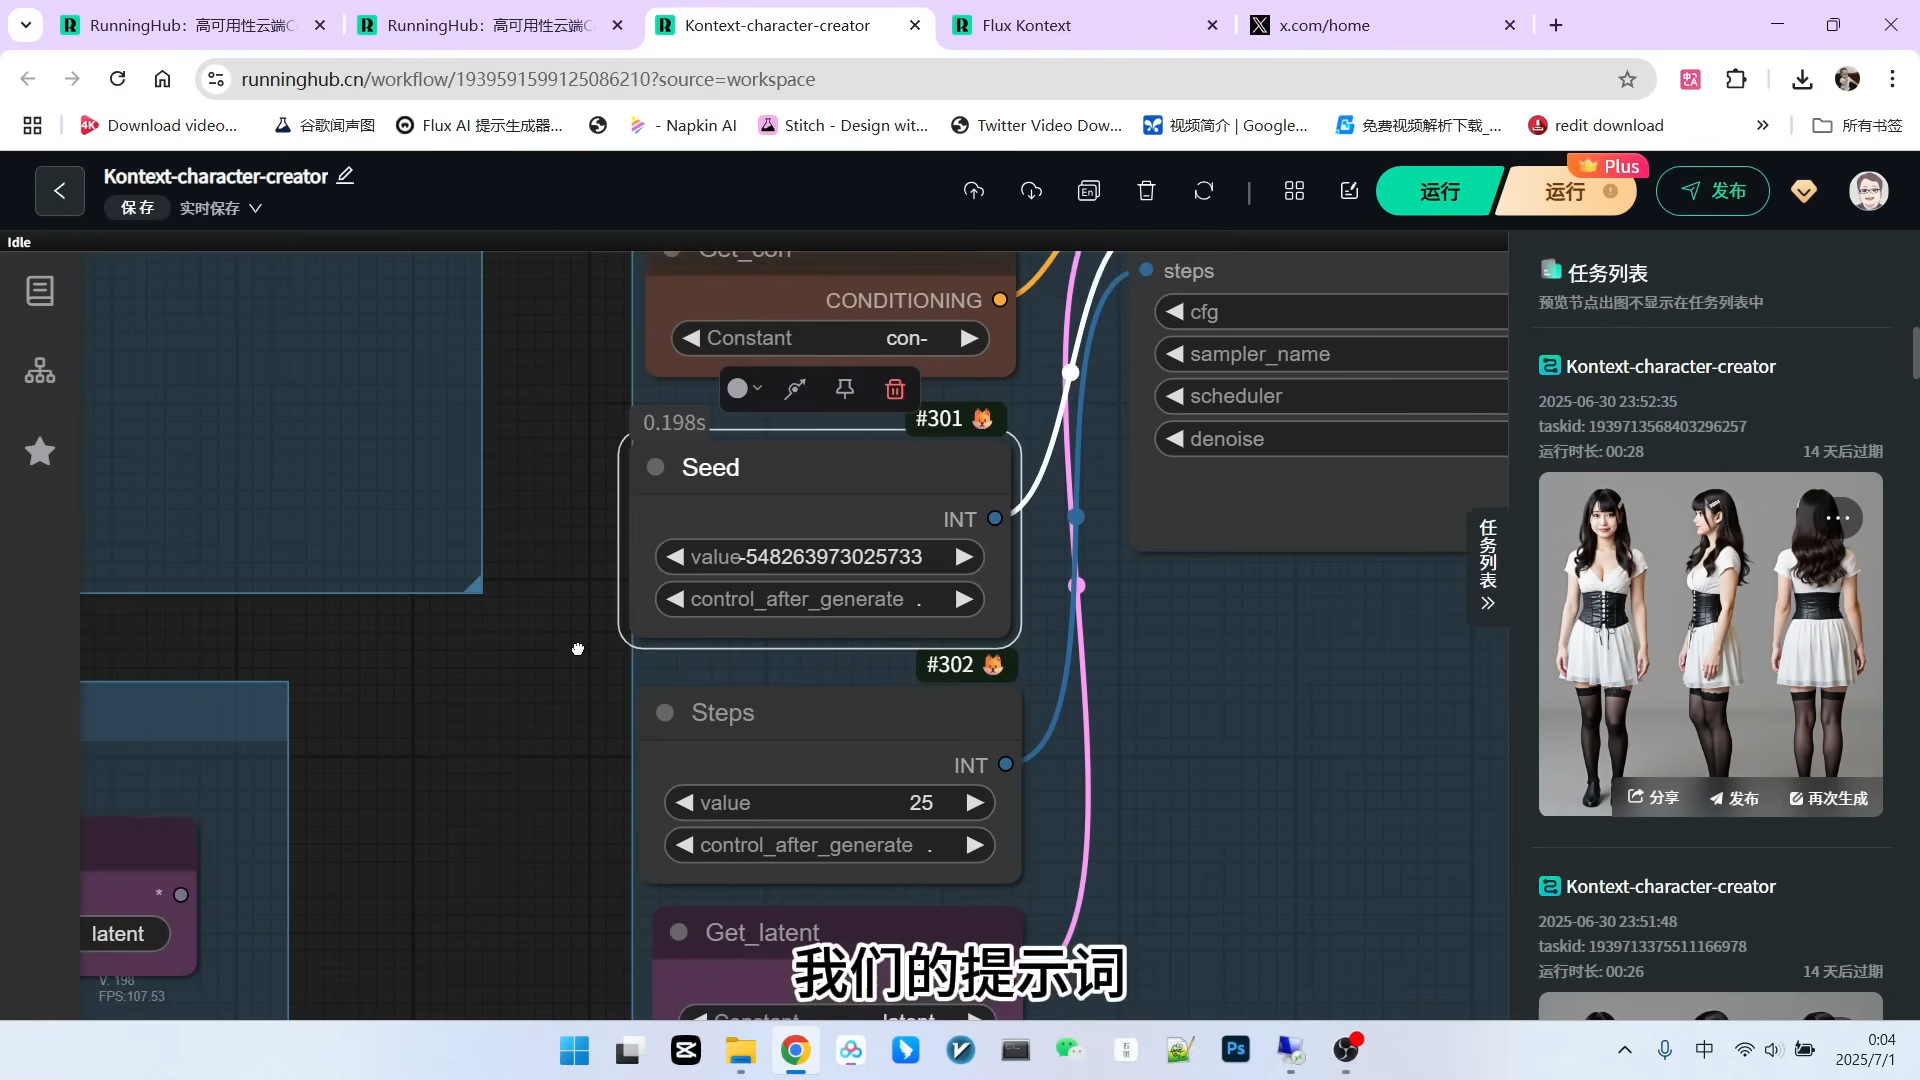 RunningHub：高可用性云端C
RunningHub：高可用性云端C
Kontext-character-creator
Flux Kontext
x.com/home
runninghub.cn/workflow/1939591599125086210?source=workspace
Download video...
谷歌闻声图
Flux AI 提示生成器...
- Napkin AI
Stitch - Design wit...
Twitter Video Dow...
视频简介 | Google...
免费视频解析下载_...
redit download
所有书签
Kontext-character-creator
保存
实时保存
En
运行
运行
Plus
发布
Idle
Get_con
CONDITIONING
Constant
con-
0.198s
#301
Seed
INT
value
-548263973025733
control_after_generate .
#302
Steps
INT
value
25
control_after_generate .
Get_latent
Constant
latent
steps
cfg
sampler_name
scheduler
denoise
*
latent
V: 198
FPS:107.53
我们的提示词
任务列表
任务列表
预览节点出图不显示在任务列表中
Kontext-character-creator
2025-06-30 23:52:35
taskid: 1939713568403296257
运行时长: 00:28
14 天后过期
分享
发布
再次生成
Kontext-character-creator
2025-06-30 23:51:48
taskid: 1939713375511166978
运行时长: 00:26
14 天后过期
Ps
中
0:04
2025/7/1